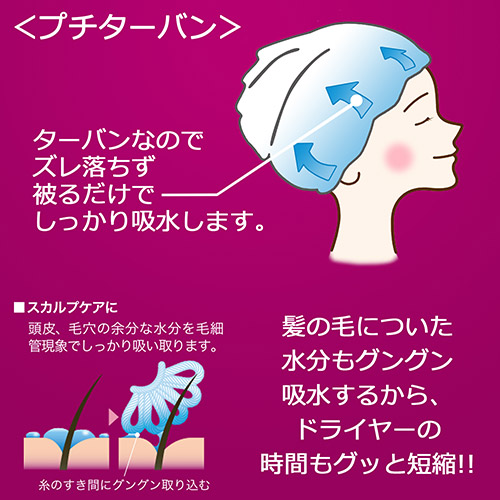 ＜プチターバン＞
ターバンなので
ズレ落ちず
被るだけで
しっかり吸水します。
■スカルプケアに
頭皮、毛穴の余分な水分を毛細
管現象でしっかり吸い取ります。
糸のすき間にグングン取り込む
髪の毛についた
水分もグングン
吸水するから、
ドライヤーの
時間もグッと短縮!!